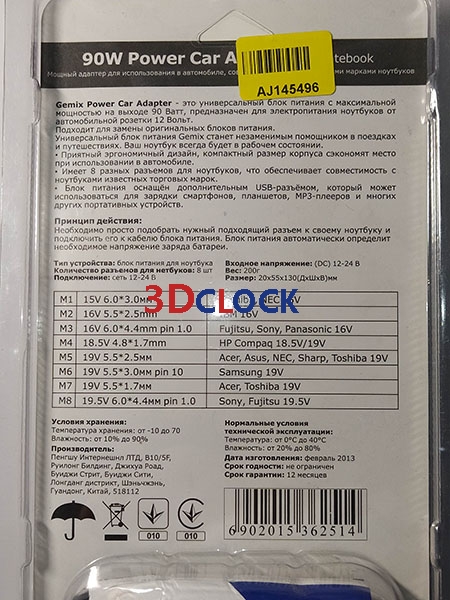 90W Power Car A tebook
Мощный адаптер для использования в автомобиле, сов ными марками ноутбуков
AJ145496
Gemix Power Car Adapter - это универсальный блок питания с максимальной
мощностью на выходе 90 Ватт, предназначен для электропитания ноутбуков от
автомобильной розетки 12 Вольт.
Подходит для замены оригинальных блоков питания.
Универсальный блок питания Gemix станет незаменимым помощником в поездках
и путешествиях. Ваш ноутбук всегда будет в рабочем состоянии.
• Приятный эргономичный дизайн, компактный размер корпуса сэкономят место
при использовании в автомобиле.
• Имеет 8 разных разъемов для ноутбуков, что обеспечивает совместимость с
ноутбуками известных торговых марок.
• Блок питания оснащён дополнительным USB-разъёмом, который может
использоваться для зарядки смартфонов, планшетов, MP3-плееров и многих
других портативных устройств.
Принцип действия:
Необходимо просто подобрать нужный подходящий разъем к своему ноутбуку и
подключить его к кабелю блока питания. Блок питания автоматически определит
необходимое напряжение заряда батареи.
Тип устройства: блок питания для ноутбука
Количество разъемов для нетбуков: 8 шт
Подключение: сеть 12-24 В
Входное напряжение: (DC) 12-24 В
Вес: 200г
Размер: 20x55x130(ДхШхВ)мм
3DCLOCK
M1 15V 6.0*3.0мм NEC 15V
M2 16V 5.5*2.5mm IBM 16V
M3 16V 6.0*4.4mm pin 1.0 Fujitsu, Sony, Panasonic 16V
M4 18.5V 4.8*1.7mm HP Compaq 18.5V/19V
M5 19V 5.5*2.5мм Acer, Asus, NEC, Sharp, Toshiba 19V
M6 19V 5.5*3.0мм pin 10 Samsung 19V
M7 19V 5.5*1.7мм Acer, Toshiba 19V
M8 19.5V 6.0*4.4мм pin 1.0 Sony, Fujitsu 19.5V
Условия хранения:
Температура хранения: от -10 до 70
Влажность: от 10% до 90%
Производитель:
Пенгшу Интернешнл ЛТД, B10/5F,
Руилонг Билдинг, Джихуа Роад,
Буиджи Стрит, Буиджи Сити,
Лонгданг дистрикт, Шэньчжэнь,
Гуандонг, Китай, 518112
Нормальные условия
технической эксплуатации:
Температура: от 0°C до 40°C
Влажность: от 20% до 80%
Дата изготовления: февраль 2013
Срок годности: не ограничен
Срок гарантии: 12 месяцев
010 010
6902015362514